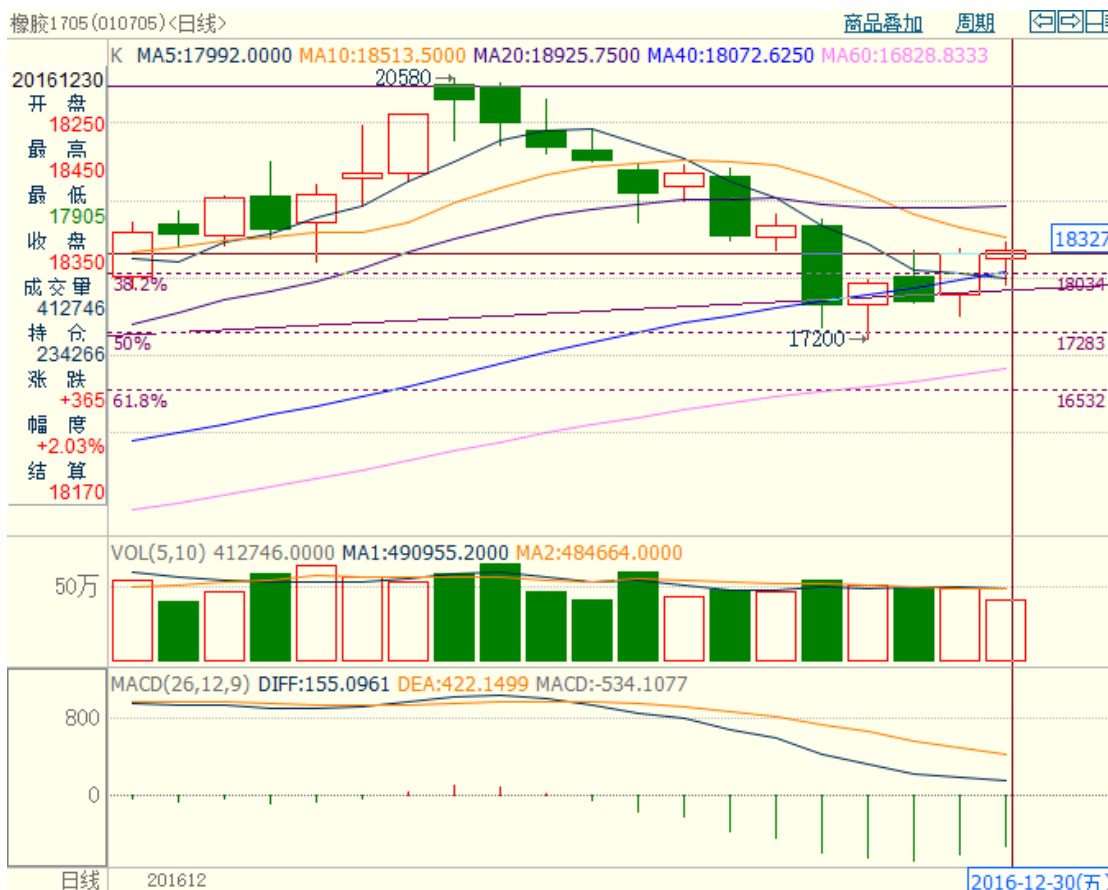 橡胶1705(010705)<日线>
商品叠加 周期
K MA5:17992.0000 MA10:18513.5000 MA20:18925.7500 MA40:18072.6250 MA60:16828.8333
20161230
开 盘
18250
最 高
18450
最 低
17905
收 盘
18350
成交量
412746
持 仓
234266
涨 跌
+365
幅 度
+2.03%
结 算
18170
20580
18327
38.2%
18034
17200
50%
17283
61.8%
16532
VOL(5,10) 412746.0000 MA1:490955.2000 MA2:484664.0000
50万
MACD(26,12,9) DIFF:155.0961 DEA:422.1499 MACD:-534.1077
800
0
日线 201612 2016-12-30(五)